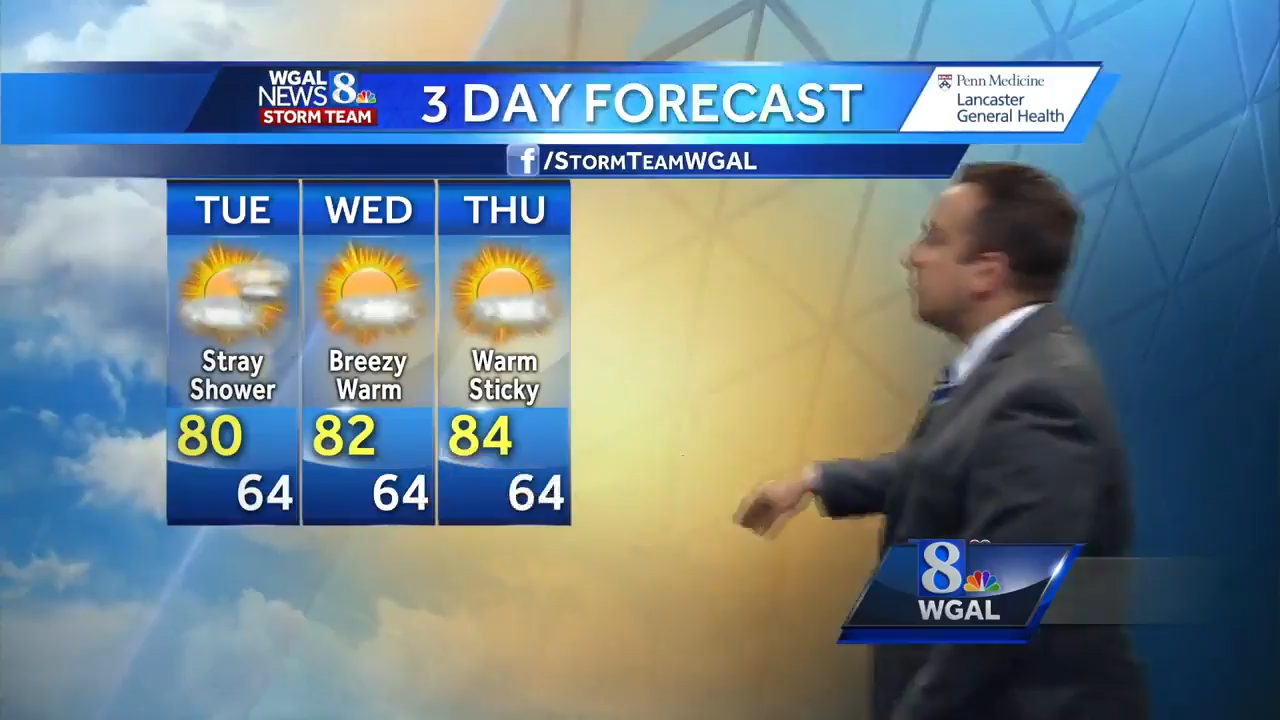 WGAL
NEWS 8
STORM TEAM
3 DAY FORECAST
Penn Medicine
Lancaster
General Health
f /STORMTEAMWGAL
TUE WED THU
Stray Breezy Warm
Shower Warm Sticky
80 82 84
64 64 64
8
WGAL